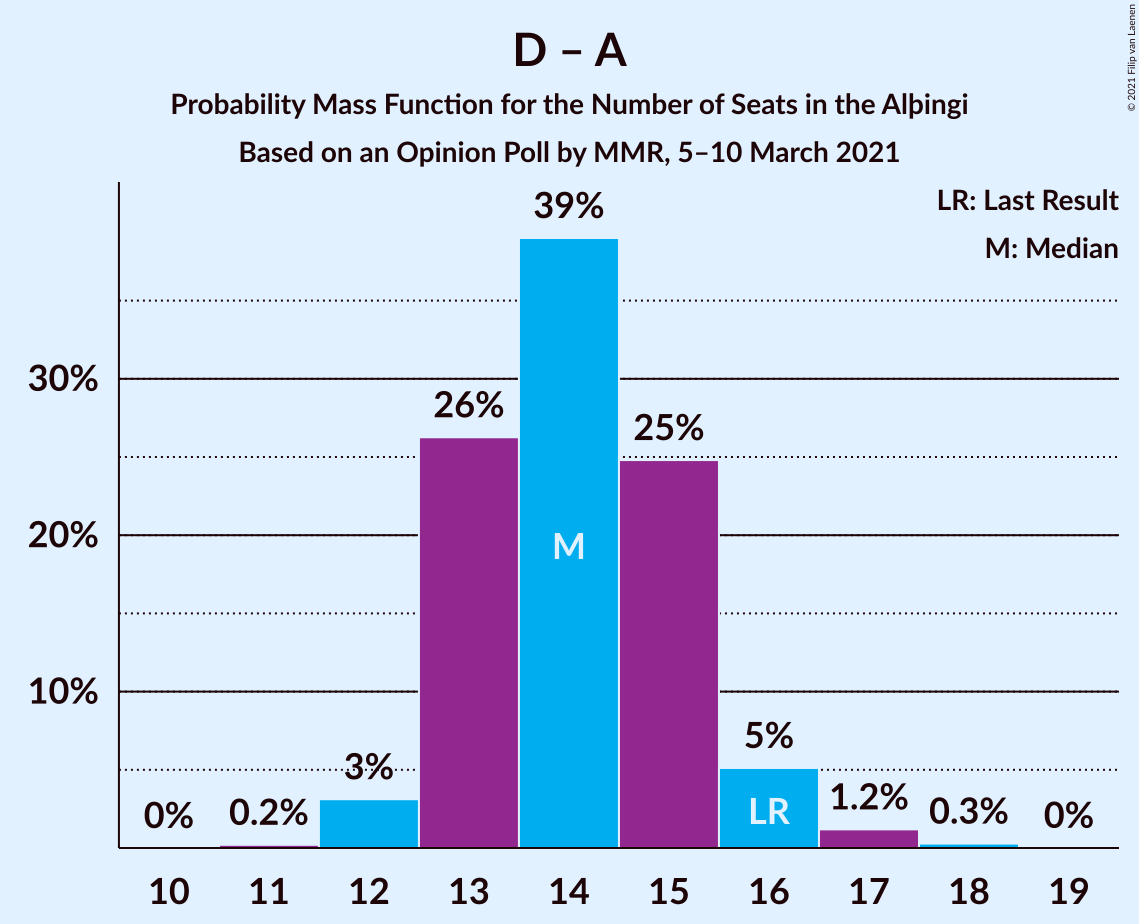 D – A
Probability Mass Function for the Number of Seats in the Alþingi
Based on an Opinion Poll by MMR, 5–10 March 2021
© 2021 Filip van Laenen
LR: Last Result
M: Median
39%
30%
26%
25%
20%
M
10%
5%
3%
LR
1.2%
0%
0.2%
0.3%
0%
10 11 12 13 14 15 16 17 18 19